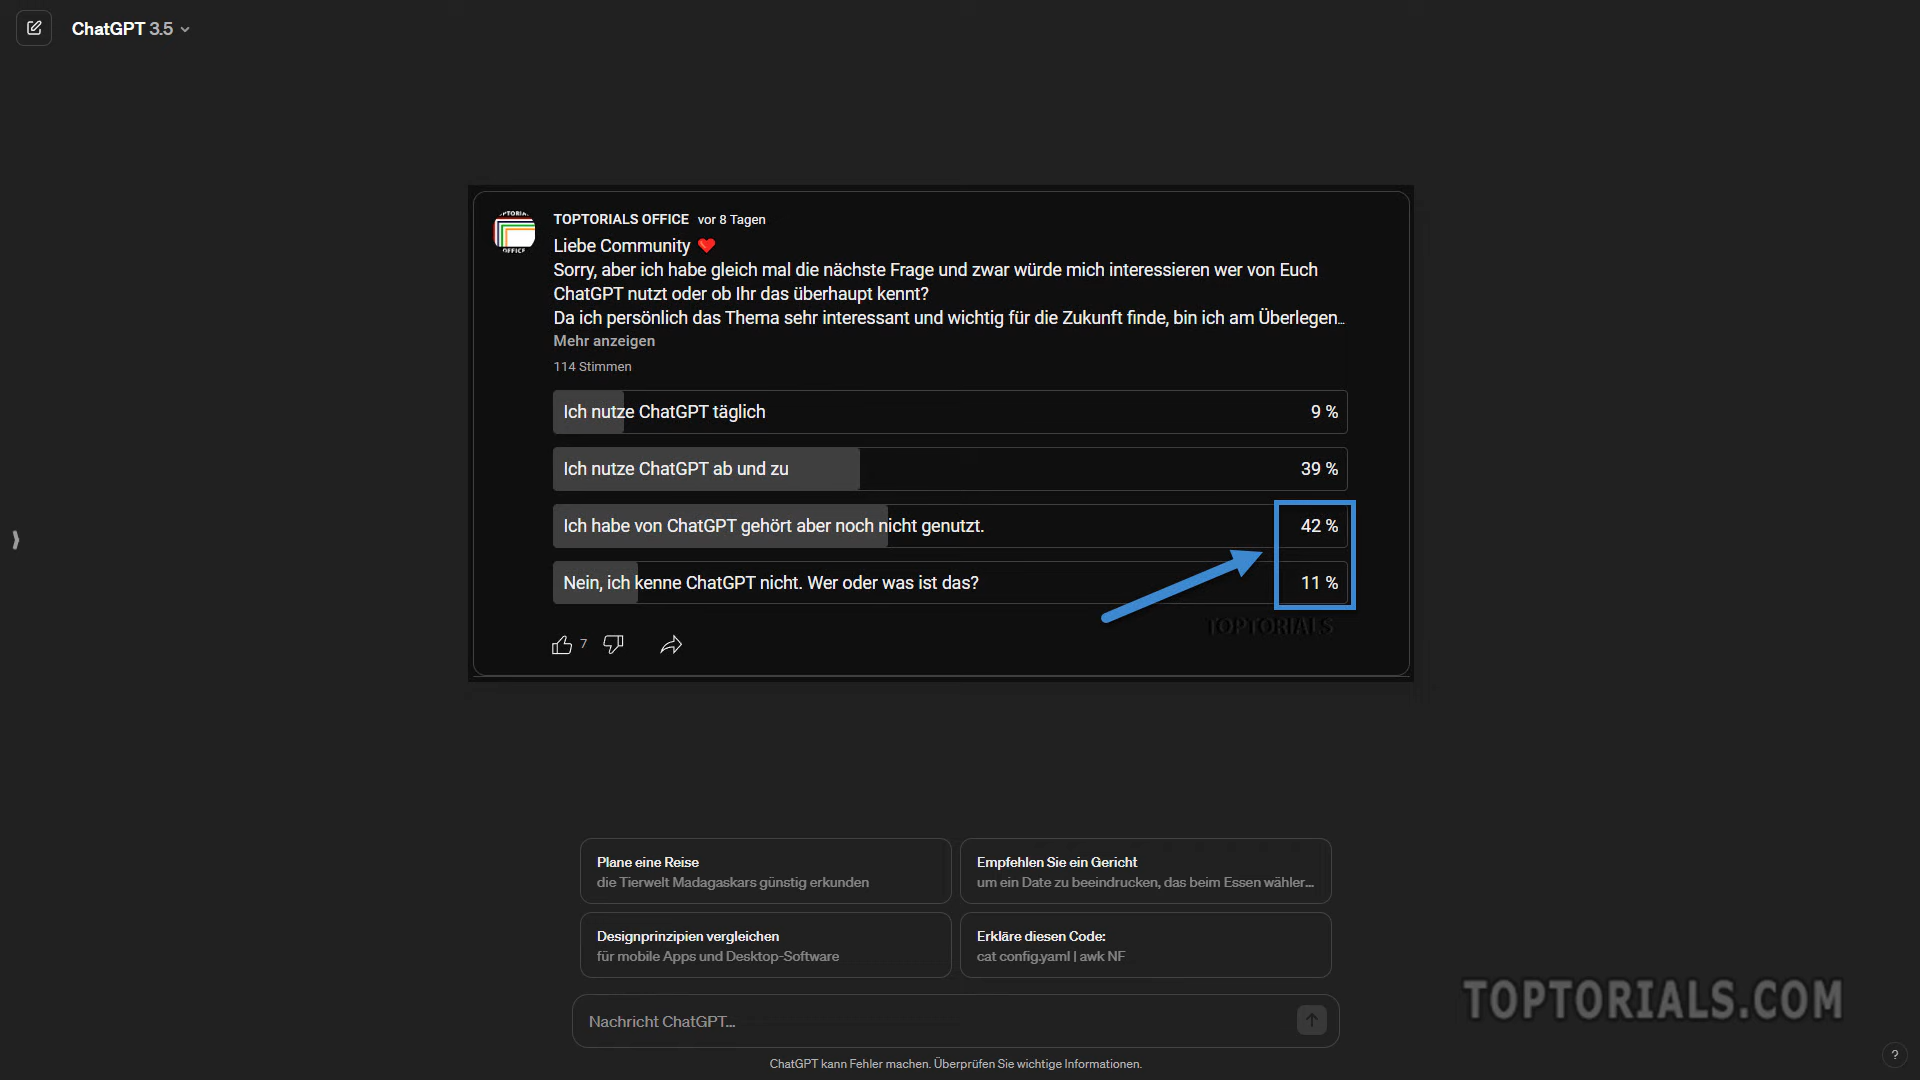 ChatGPT 3.5
TOPTORIALS
OFFICE
TOPTORIALS OFFICE vor 8 Tagen
Liebe Community ❤
Sorry, aber ich habe gleich mal die nächste Frage und zwar würde mich interessieren wer von Euch
ChatGPT nutzt oder ob Ihr das überhaupt kennt?
Da ich persönlich das Thema sehr interessant und wichtig für die Zukunft finde, bin ich am Überlegen...
Mehr anzeigen
114 Stimmen
Ich nutze ChatGPT täglich 9 %
Ich nutze ChatGPT ab und zu 39 %
Ich habe von ChatGPT gehört aber noch nicht genutzt. 42 %
Nein, ich kenne ChatGPT nicht. Wer oder was ist das? 11 %
TOPTORIALS
7
Plane eine Reise
die Tierwelt Madagaskars günstig erkunden
Empfehlen Sie ein Gericht
um ein Date zu beeindrucken, das beim Essen wähler...
Designprinzipien vergleichen
für mobile Apps und Desktop-Software
Erkläre diesen Code:
cat config.yaml | awk NF
Nachricht ChatGPT...
ChatGPT kann Fehler machen. Überprüfen Sie wichtige Informationen.
TOPTORIALS.COM
?